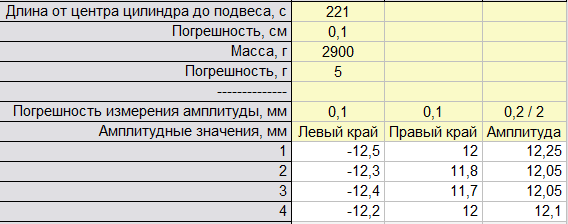 Длина от центра цилиндра до подвеса, с 221
Погрешность, см 0,1
Масса, г 2900
Погрешность, г 5
--------------
Погрешность измерения амплитуды, мм 0,1 0,1 0,2 / 2
Амплитудные значения, мм Левый край Правый край Амплитуда
1 -12,5 12 12,25
2 -12,3 11,8 12,05
3 -12,4 11,7 12,05
4 -12,2 12 12,1